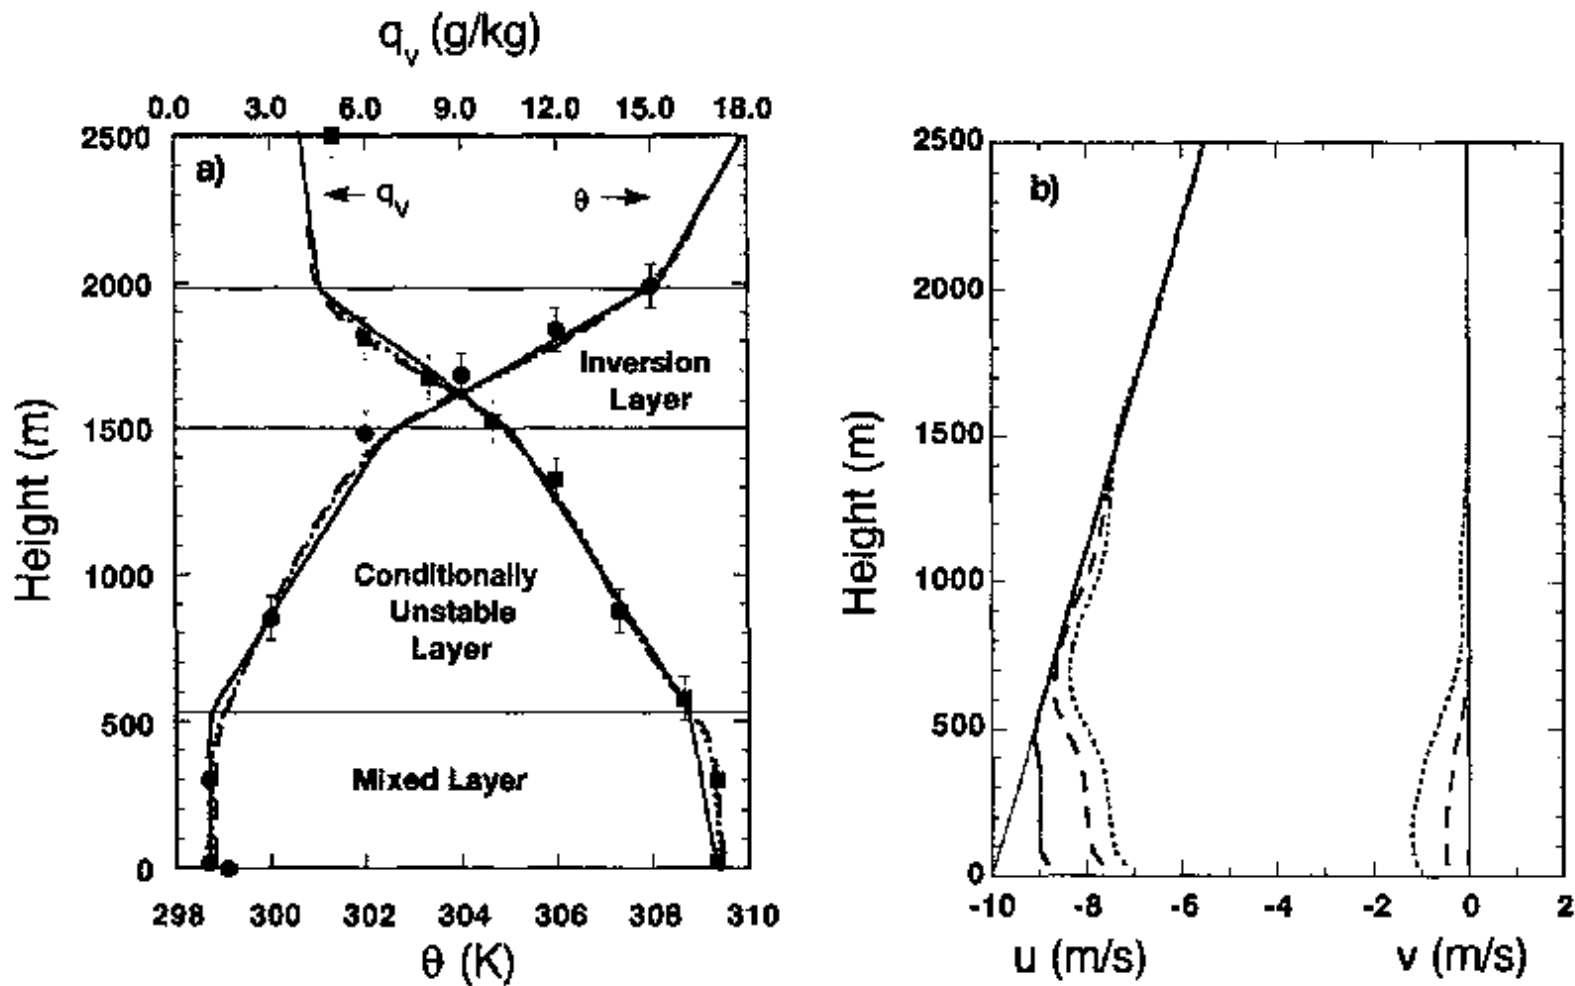 q_v (g/kg)
0.0 3.0 6.0 9.0 12.0 15.0 18.0
2500
a)
← q_v
θ →
2000
Inversion
Layer
1500
Height (m)
Conditionally
Unstable
Layer
1000
500
Mixed Layer
0
298 300 302 304 306 308 310
θ (K)
2500
b)
2000
1500
Height (m)
1000
500
0
-10 -8 -6 -4 -2 0 2
u (m/s) v (m/s)